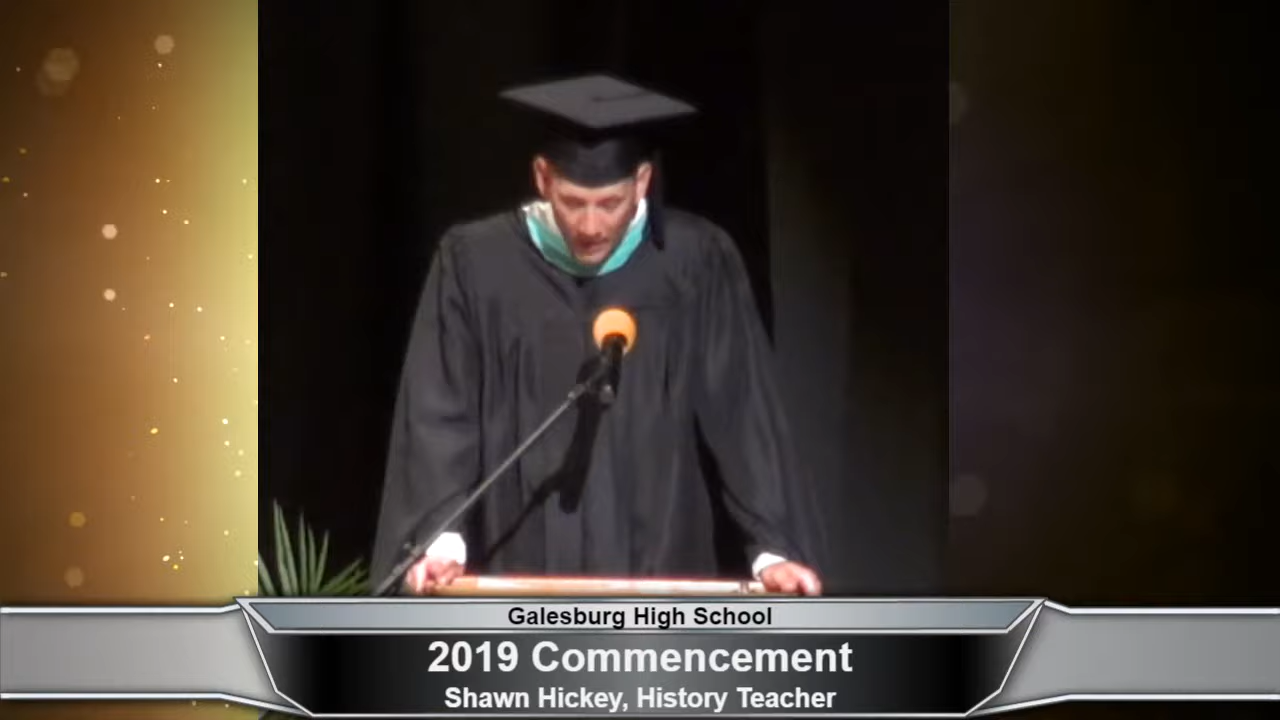 Galesburg High School
2019 Commencement
Shawn Hickey, History Teacher